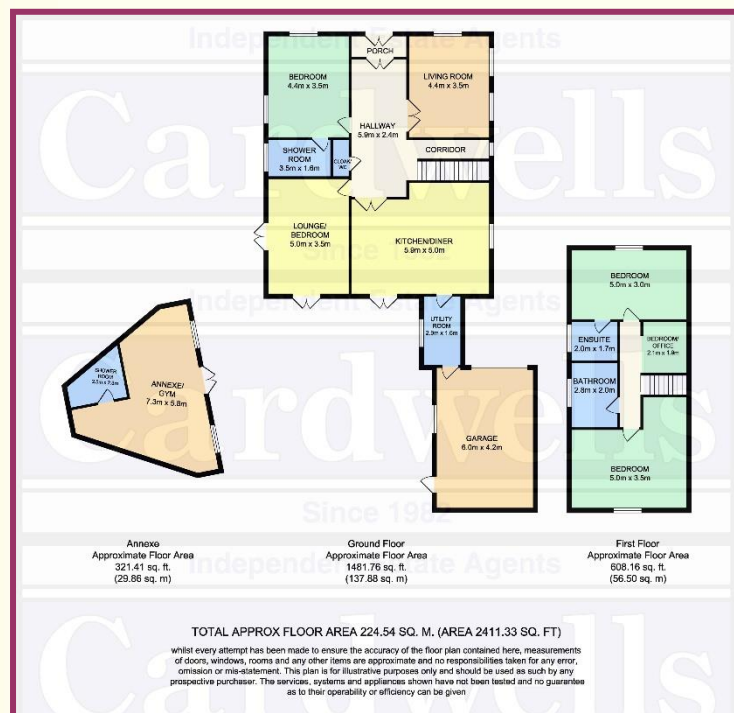 Independent Estate Agents
Cardwells
PORCH
BEDROOM
4.4m x 3.5m
LIVING ROOM
4.4m x 3.5m
HALLWAY
5.9m x 2.4m
SHOWER
ROOM
3.5m x 1.6m
CLOAK/
WC
CORRIDOR
LOUNGE/
BEDROOM
5.0m x 3.5m
KITCHEN/DINER
5.9m x 5.0m
Since 1982
Independent Estate Agents
UTILITY
ROOM
BEDROOM
5.0m x 3.0m
ENSUITE
2.0m x 1.7m
BEDROOM/
OFFICE
2.1m x 1.9m
BATHROOM
2.8m x 2.0m
BEDROOM
5.0m x 3.5m
SHOWER
ROOM
ANNEXE/
GYM
7.3m x 5.8m
GARAGE
6.0m x 4.2m
Cardwells
Since 1982
Annexe
Approximate Floor Area
321.41 sq. ft.
(29.86 sq. m)
Ground Floor
Approximate Floor Area
1481.76 sq. ft.
(137.88 sq. m)
First Floor
Approximate Floor Area
608.16 sq. ft.
(56.50 sq. m)
Independent Estate Agents
Cardwells
TOTAL APPROX FLOOR AREA 224.54 SQ. M. (AREA 2411.33 SQ. FT)
whilst every attempt has been made to ensure the accuracy of the floor plan contained here, measurements
of doors, windows, rooms and any other items are approximate and no responsibilities taken for any error,
omission or mis-statement. This plan is for illustrative purposes only and should be used as such by any
prospective purchaser. The services, systems and appliances shown have not been tested and no guarantee
as to their operability or efficiency can be given